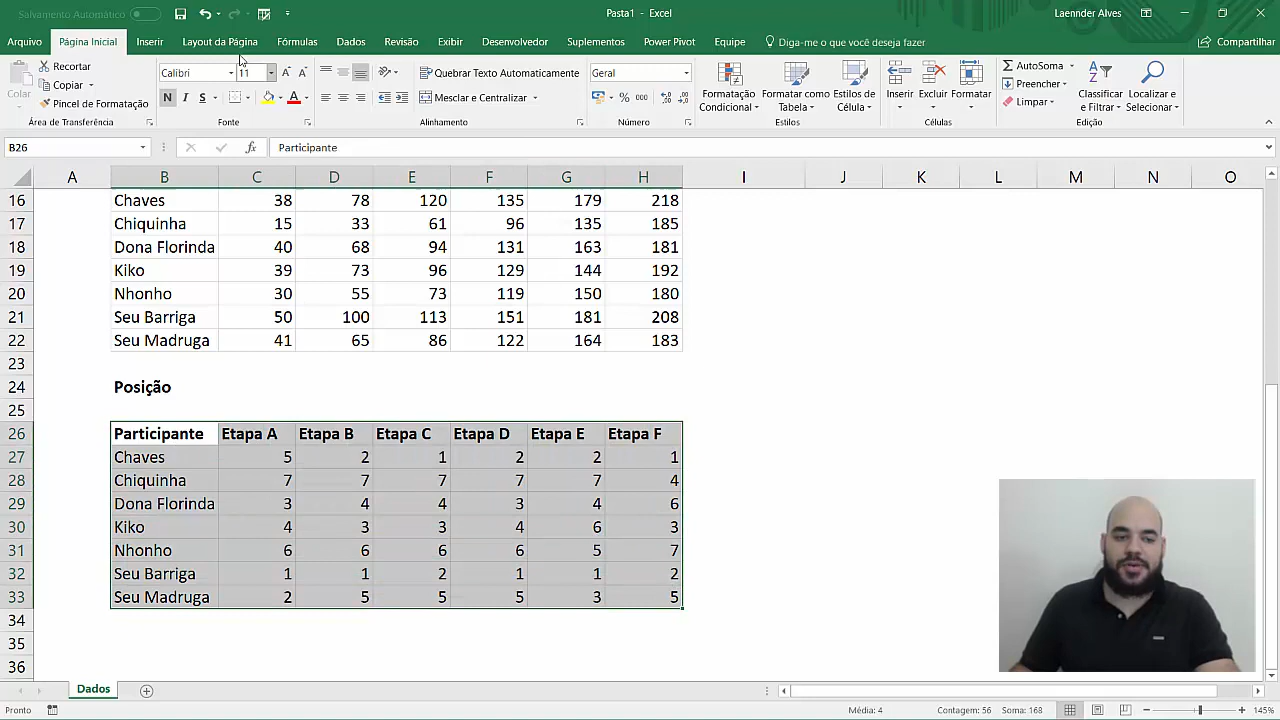 Salvamento Automático
Pasta1 - Excel
Laennder Alves
Arquivo Página Inicial Inserir Layout da Página Fórmulas Dados Revisão Exibir Desenvolvedor Suplementos Power Pivot Equipe Diga-me o que você deseja fazer Compartilhar
Colar
Recortar
Copiar
Pincel de Formatação
Área de Transferência
Calibri 11
N I S
Fonte
Quebrar Texto Automaticamente
Mesclar e Centralizar
Alinhamento
Geral
% 000
Número
Formatação Condicional
Formatar como Tabela
Estilos de Célula
Estilos
Inserir Excluir Formatar
Células
AutoSoma
Preencher
Limpar
Classificar e Filtrar
Localizar e Selecionar
Edição
B26 fx Participante
A B C D E F G H I J K L M N O
16 Chaves 38 78 120 135 179 218
17 Chiquinha 15 33 61 96 135 185
18 Dona Florinda 40 68 94 131 163 181
19 Kiko 39 73 96 129 144 192
20 Nhonho 30 55 73 119 150 180
21 Seu Barriga 50 100 113 151 181 208
22 Seu Madruga 41 65 86 122 164 183
23
24 Posição
25
26 Participante Etapa A Etapa B Etapa C Etapa D Etapa E Etapa F
27 Chaves 5 2 1 2 2 1
28 Chiquinha 7 7 7 7 7 4
29 Dona Florinda 3 4 4 3 4 6
30 Kiko 4 3 3 4 6 3
31 Nhonho 6 6 6 6 5 7
32 Seu Barriga 1 1 2 1 1 2
33 Seu Madruga 2 5 5 5 3 5
34
35
36
Dados
Pronto
Média: 4 Contagem: 56 Soma: 168 145%